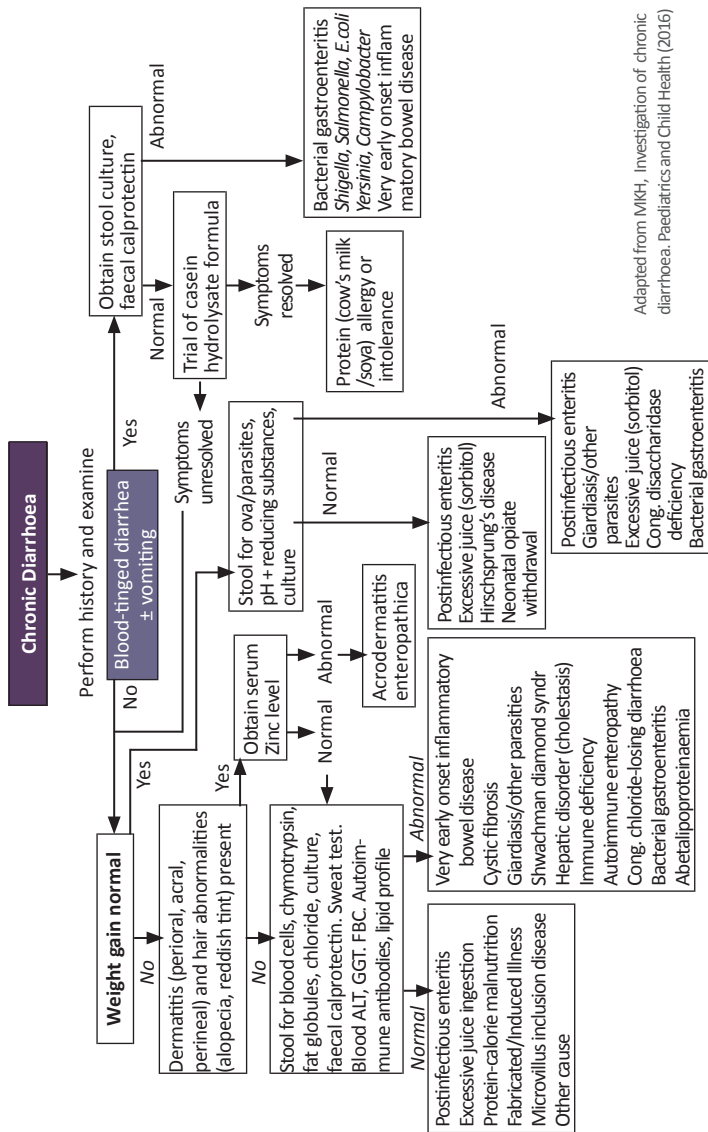 Chronic Diarrhoea
Perform history and examine
Blood-tinged diarrhea
± vomiting
No
Yes
Weight gain normal
Obtain stool culture,
faecal calprotectin
Normal
Abnormal
Trial of casein
hydrolysate formula
Symptoms
unresolved
Symptoms
resolved
Protein (cow's milk
/soya) allergy or
intolerance
Bacterial gastroenteritis
Shigella, Salmonella, E.coli
Yersinia, Campylobacter
Very early onset inflam
matory bowel disease
Yes
No
Dermatitis (perioral, acral,
perineal) and hair abnormalities
(alopecia, reddish tint) present
Yes
No
Obtain serum
Zinc level
Normal
Abnormal
Acrodermatitis
enteropathica
Stool for ova/parasites,
pH + reducing substances,
culture
Normal
Abnormal
Stool for blood cells, chymotrypsin,
fat globules, chloride, culture,
faecal calprotectin. Sweat test.
Blood ALT, GGT. FBC. Autoim-
mune antibodies, lipid profile
Normal
Abnormal
Postinfectious enteritis
Excessive juice ingestion
Protein-calorie malnutrition
Fabricated/Induced Illness
Microvillus inclusion disease
Other cause
Very early onset inflammatory
bowel disease
Cystic fibrosis
Giardiasis/other parasities
Shwachman diamond syndr
Hepatic disorder (cholestasis)
Immune deficiency
Autoimmune enteropathy
Cong, chloride-losing diarrhoea
Bacterial gastroenteritis
Abetalipoproteinaemia
Postinfectious enteritis
Excessive juice (sorbitol)
Hirschsprung's disease
Neonatal opiate
withdrawal
Postinfectious enteritis
Giardiasis/other
parasities
Excessive juice (sorbitol)
Cong, disaccharidase
deficiency
Bacterial gastroenteritis
Adapted from MKH, Investigation of chronic
diarrhoea. Paediatrics and Child Health (2016)